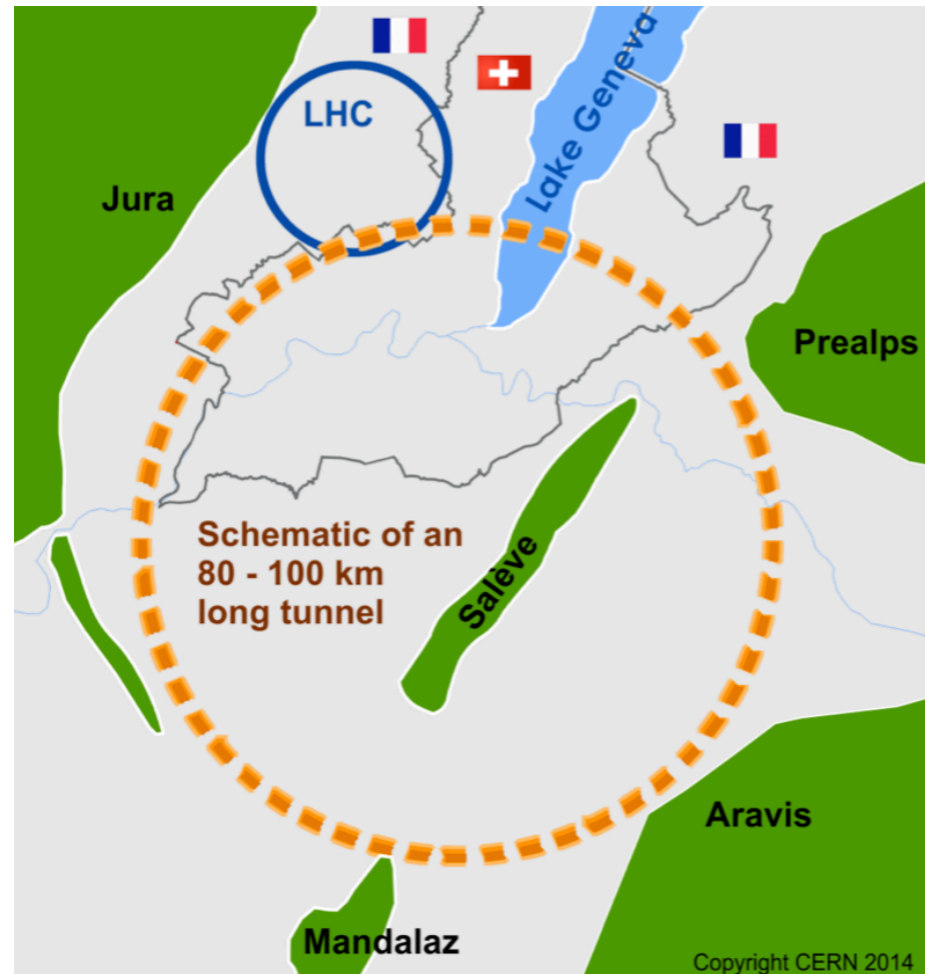 LHC
Lake Geneva
Jura
Prealps
Schematic of an
80 - 100 km
long tunnel
Salève
Aravis
Mandalaz
Copyright CERN 2014